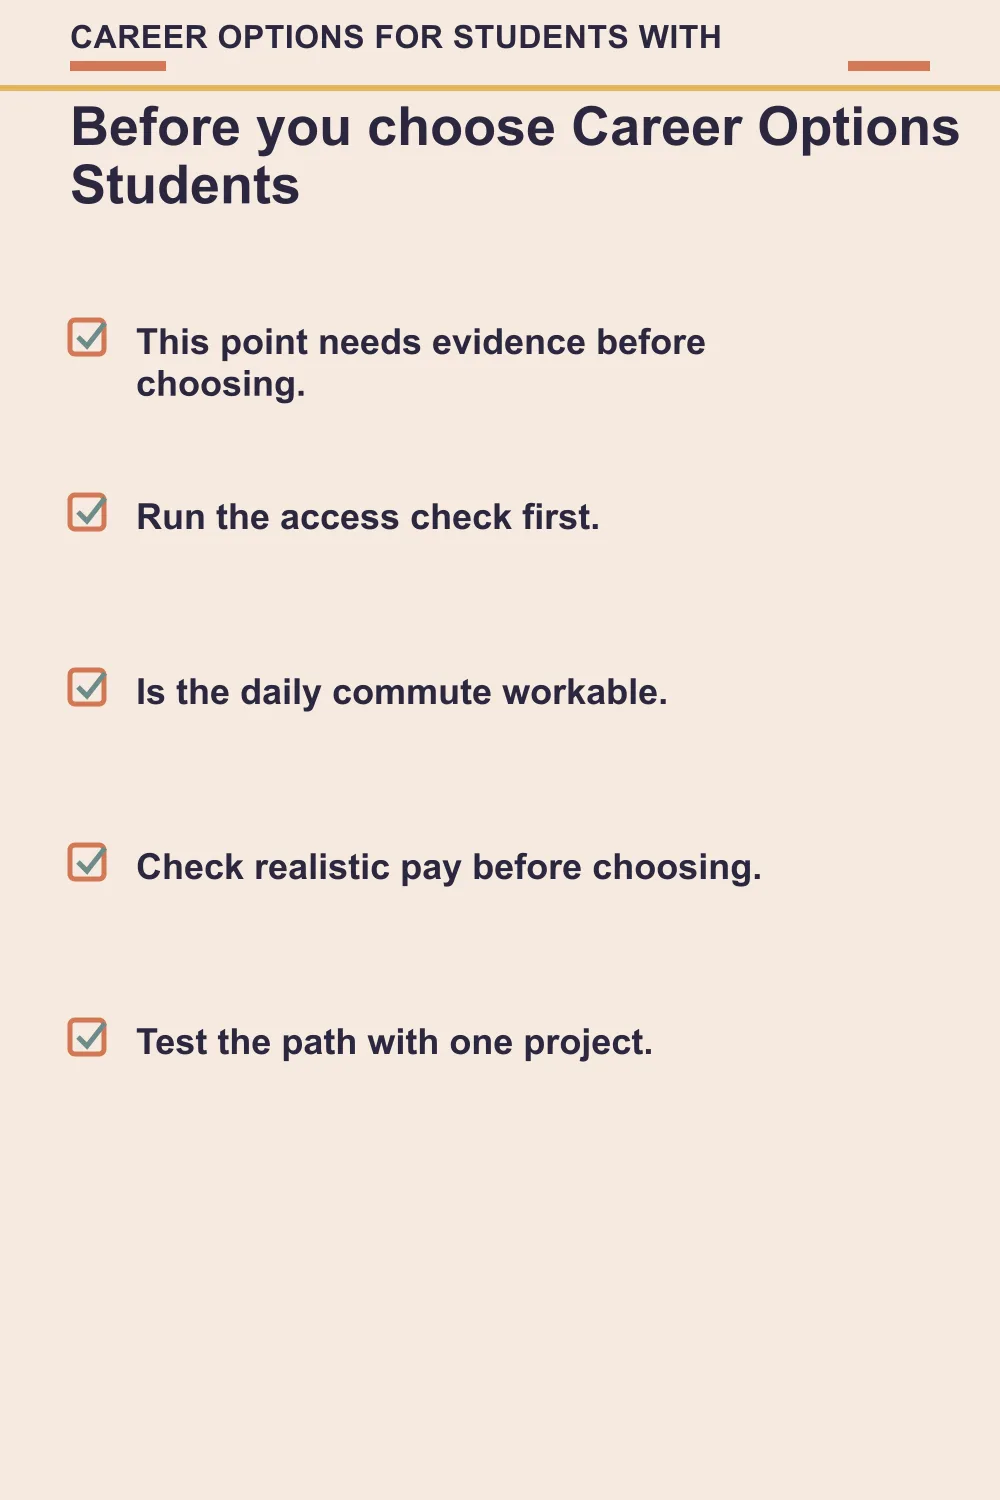 CAREER OPTIONS FOR STUDENTS WITH
Before you choose Career Options
Students
This point needs evidence before
choosing.
Run the access check first.
Is the daily commute workable.
Check realistic pay before choosing.
Test the path with one project.